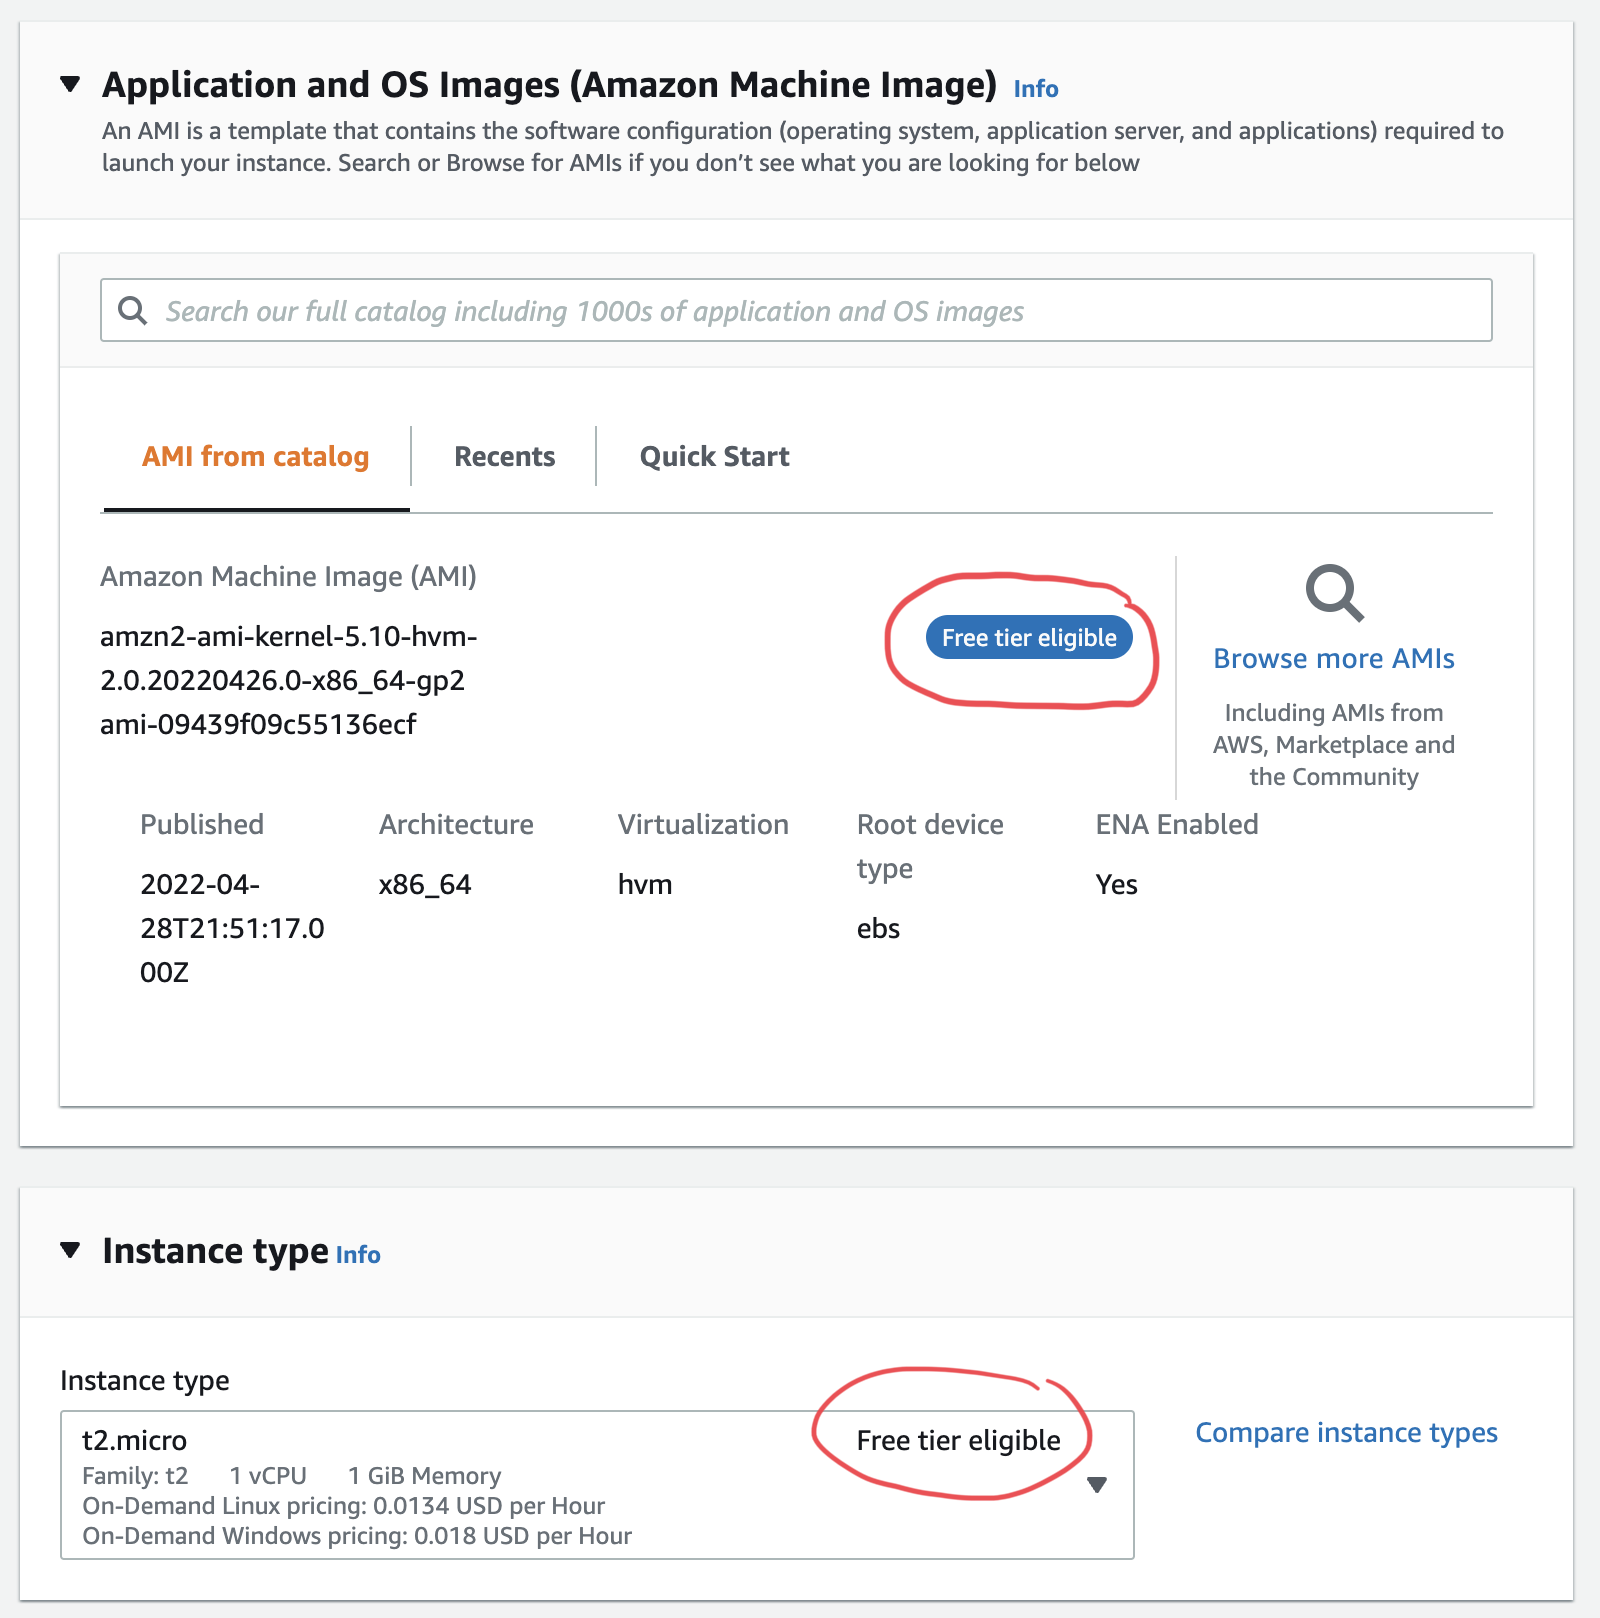 Application and OS Images (Amazon Machine Image) Info
An AMI is a template that contains the software configuration (operating system, application server, and applications) required to
launch your instance. Search or Browse for AMIs if you don’t see what you are looking for below
Search our full catalog including 1000s of application and OS images
AMI from catalog
Recents
Quick Start
Amazon Machine Image (AMI)
amzn2-ami-kernel-5.10-hvm-
2.0.20220426.0-x86_64-gp2
ami-09439f09c55136ecf
Free tier eligible
Browse more AMIs
Including AMIs from
AWS, Marketplace and
the Community
Published
2022-04-
28T21:51:17.0
00Z
Architecture
x86_64
Virtualization
hvm
Root device
type
ebs
ENA Enabled
Yes
Instance type Info
Instance type
t2.micro
Free tier eligible
Family: t2 1 vCPU 1 GiB Memory
On-Demand Linux pricing: 0.0134 USD per Hour
On-Demand Windows pricing: 0.018 USD per Hour
Compare instance types